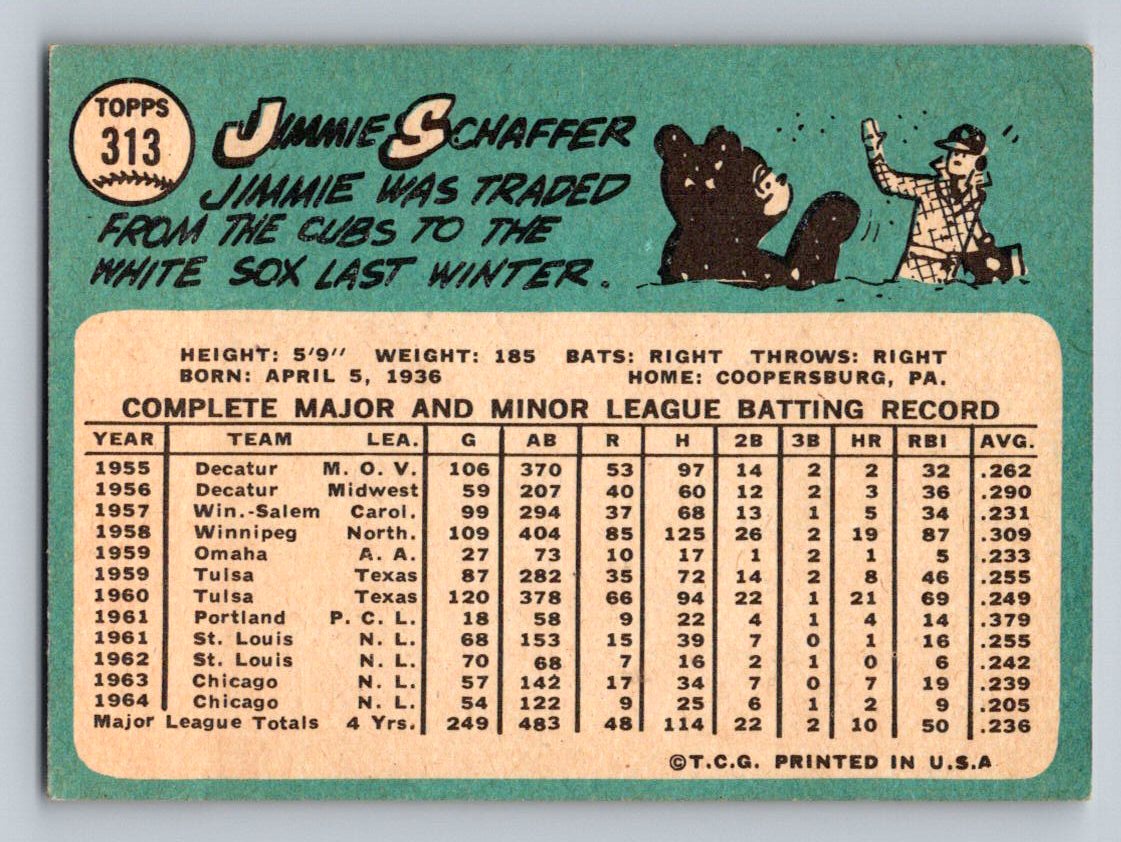 TOPPS
313
JIMMIE SCHAFFER
JIMMIE WAS TRADED
FROM THE CUBS TO THE
WHITE SOX LAST WINTER.
HEIGHT: 5'9" WEIGHT: 185 BATS: RIGHT THROWS: RIGHT
BORN: APRIL 5, 1936 HOME: COOPERSBURG, PA.
COMPLETE MAJOR AND MINOR LEAGUE BATTING RECORD
YEAR TEAM LEA. G AB R H 2B 3B HR RBI AVG.
1955 Decatur M. O. V. 106 370 53 97 14 2 2 32 .262
1956 Decatur Midwest 59 207 40 60 12 2 3 36 .290
1957 Win.-Salem Carol. 99 294 37 68 13 1 5 34 .231
1958 Winnipeg North. 109 404 85 125 26 2 19 87 .309
1959 Omaha A. A. 27 73 10 17 1 2 1 5 .233
1959 Tulsa Texas 87 282 35 72 14 2 8 46 .255
1960 Tulsa Texas 120 378 66 94 22 1 21 69 .249
1961 Portland P. C. L. 18 58 9 22 4 1 4 14 .379
1961 St. Louis N. L. 68 153 15 39 7 0 1 16 .255
1962 St. Louis N. L. 70 68 7 16 2 1 0 6 .242
1963 Chicago N. L. 57 142 17 34 7 0 7 19 .239
1964 Chicago N. L. 54 122 9 25 6 1 2 9 .205
Major League Totals 4 Yrs. 249 483 48 114 22 2 10 50 .236
©T.C.G. PRINTED IN U.S.A